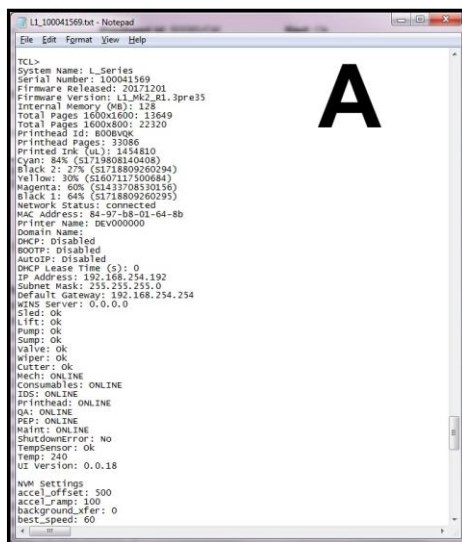 L1_100041569.txt - Notepad
File Edit Format View Help
A
TCL>
System Name: L_Series
Serial Number: 100041569
Firmware Released: 20171201
Firmware Version: L1_Mk2_R1.3pre35
Internal Memory (MB): 128
Total Pages 1600x1600: 13649
Total Pages 1600x800: 22320
Printhead Id: B00BVQK
Printhead Pages: 33086
Printed Ink (uL): 1454810
Cyan: 84% (S1719808140408)
Black 2: 27% (S1718809260294)
Yellow: 30% (S1607117500684)
Magenta: 60% (S1433708530156)
Black 1: 64% (S1718809260295)
Network Status: connected
MAC Address: 84-97-b8-01-64-8b
Printer Name: DEV000000
Domain Name:
DHCP: Disabled
BOOTP: Disabled
AutoIP: Disabled
DHCP Lease Time (s): 0
IP Address: 192.168.254.192
Subnet Mask: 255.255.255.0
Default Gateway: 192.168.254.254
WINS Server: 0.0.0.0
Sled: Ok
Lift: Ok
Pump: Ok
Sump: Ok
Valve: Ok
Wiper: Ok
Cutter: Ok
Mech: ONLINE
Consumables: ONLINE
IDS: ONLINE
Printhead: ONLINE
QA: ONLINE
PEP: ONLINE
Maint: ONLINE
ShutdownError: No
TempSensor: Ok
Temp: 240
UI Version: 0.0.18
NVM Settings
accel_offset: 500
accel_ramp: 100
background_xfer: 0
best_speed: 60